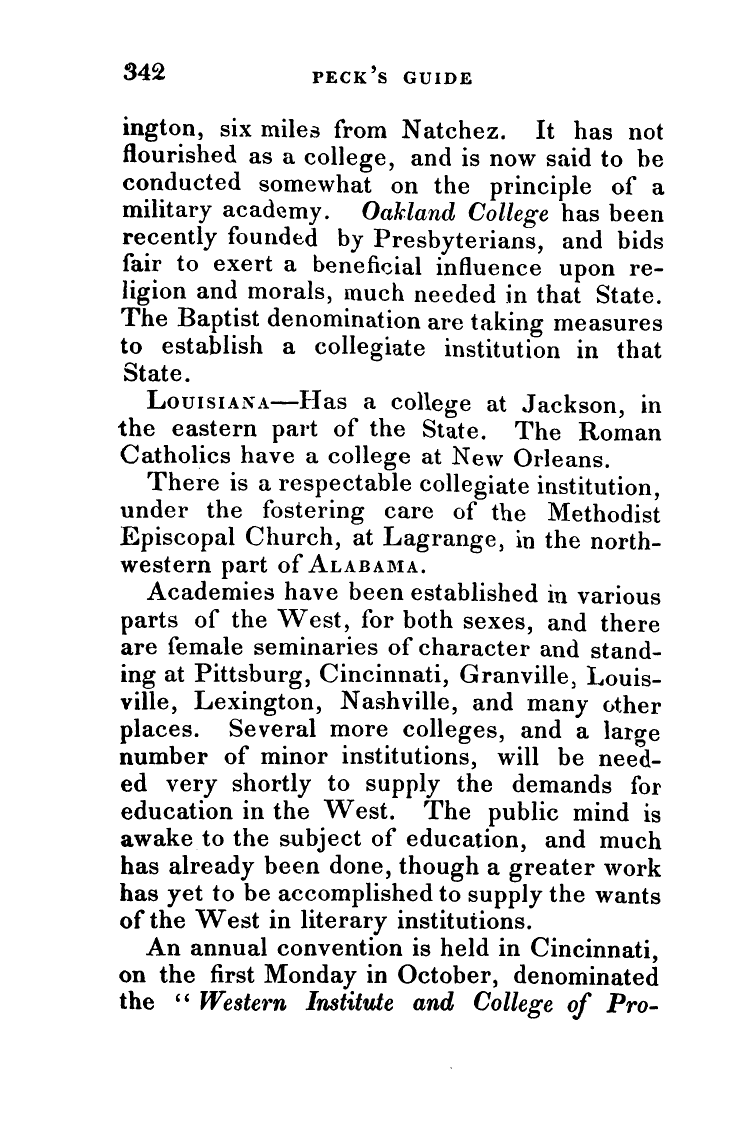 342 PECK'S GUIDE
ington, six miles from Natchez. It has not
flourished as a college, and is now said to be
conducted somewhat on the principle of a
military academy. Oakland College has been
recently founded by Presbyterians, and bids
fair to exert a beneficial influence upon re-
ligion and morals, much needed in that State.
The Baptist denomination are taking measures
to establish a collegiate institution in that
State.
LOUISIANA—Has a college at Jackson, in
the eastern part of the State. The Roman
Catholics have a college at New Orleans.
There is a respectable collegiate institution,
under the fostering care of the Methodist
Episcopal Church, at Lagrange, in the north-
western part of ALABAMA.
Academies have been established in various
parts of the West, for both sexes, and there
are female seminaries of character and stand-
ing at Pittsburg, Cincinnati, Granville, Louis-
ville, Lexington, Nashville, and many other
places. Several more colleges, and a large
number of minor institutions, will be need-
ed very shortly to supply the demands for
education in the West. The public mind is
awake to the subject of education, and much
has already been done, though a greater work
has yet to be accomplished to supply the wants
of the West in literary institutions.
An annual convention is held in Cincinnati,
on the first Monday in October, denominated
the “ Western Institute and College of Pro-